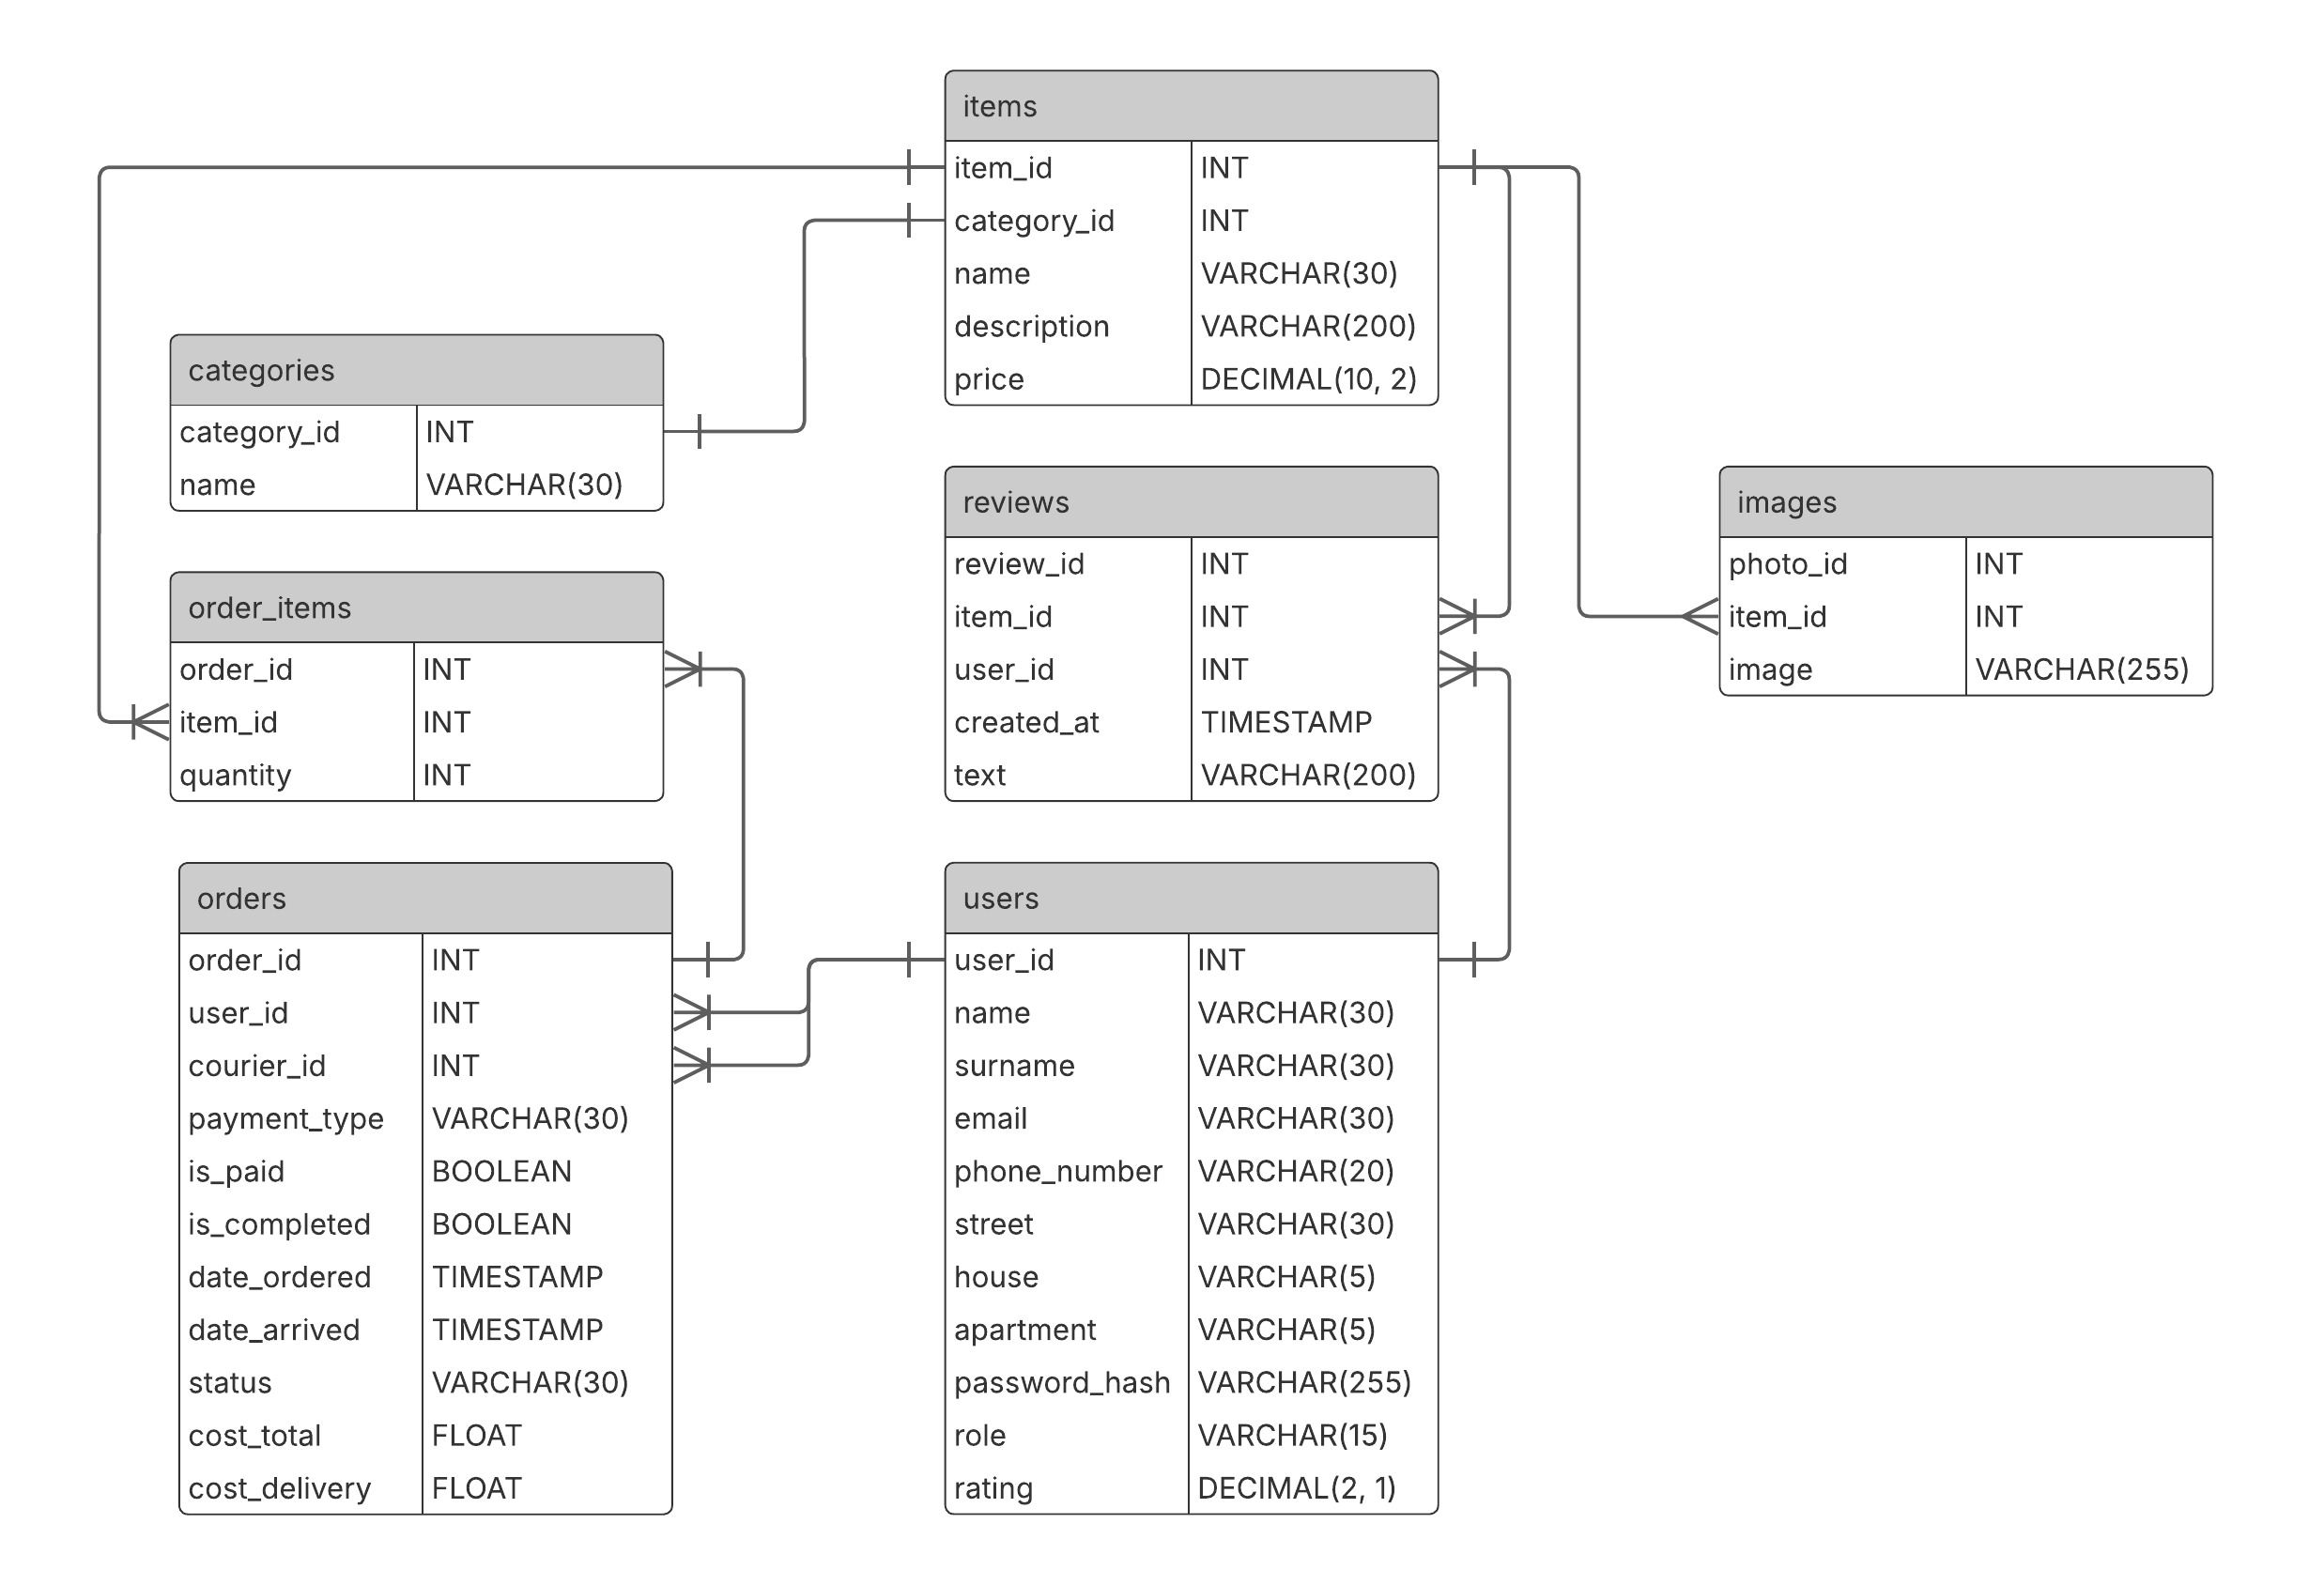 items
item_id INT
category_id INT
name VARCHAR(30)
description VARCHAR(200)
price DECIMAL(10, 2)
categories
category_id INT
name VARCHAR(30)
order_items
order_id INT
item_id INT
quantity INT
reviews
review_id INT
item_id INT
user_id INT
created_at TIMESTAMP
text VARCHAR(200)
images
photo_id INT
item_id INT
image VARCHAR(255)
orders
order_id INT
user_id INT
courier_id INT
payment_type VARCHAR(30)
is_paid BOOLEAN
is_completed BOOLEAN
date_ordered TIMESTAMP
date_arrived TIMESTAMP
status VARCHAR(30)
cost_total FLOAT
cost_delivery FLOAT
users
user_id INT
name VARCHAR(30)
surname VARCHAR(30)
email VARCHAR(30)
phone_number VARCHAR(20)
street VARCHAR(30)
house VARCHAR(5)
apartment VARCHAR(5)
password_hash VARCHAR(255)
role VARCHAR(15)
rating DECIMAL(2, 1)